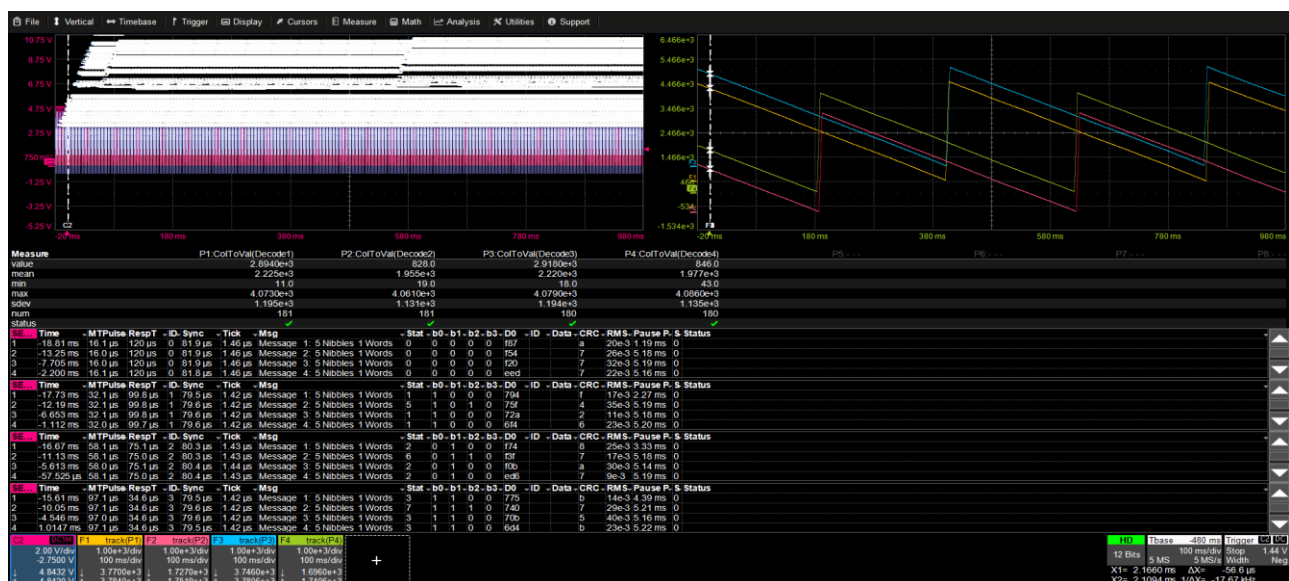 File Vertical Timebase Trigger Display Cursors Measure Math Analysis Utilities Support
10.75 V
8.75 V
6.75 V
4.75 V
2.75 V
750 m
-1.25 V
-3.25 V
-5.25 V
C2
-20 ms 180 ms 380 ms 580 ms 780 ms 980 ms
6.466e+3
5.466e+3
4.466e+3
3.466e+3
2.466e+3
1.466e+3
-1.534e+3
-20 ms 180 ms 380 ms 580 ms 780 ms 980 ms
Measure P1:ColToVal(Decode1) P2:ColToVal(Decode2) P3:ColToVal(Decode3) P4:ColToVal(Decode4) P5:--- P6:--- P7:--- P8:---
value 2.8940e+3 828.0 2.9180e+3 846.0
mean 2.225e+3 1.955e+3 2.220e+3 1.977e+3
min 11.0 19.0 18.0 43.0
max 4.0730e+3 4.0610e+3 4.0790e+3 4.0860e+3
sdev 1.195e+3 1.131e+3 1.194e+3 1.135e+3
num 181 181 180 180
status
SE... Time MTPulse RespT ID Sync Tick Msg Stat b0 b1 b2 b3 D0 ID Data CRC RMS Pause P S Status
1 -18.81 ms 16.1 µs 120 µs 0 81.9 µs 1.46 µs Message 1: 5 Nibbles 1 Words 0 0 0 0 0 f87 a 20e-3 1.19 ms 0
2 -13.25 ms 16.0 µs 120 µs 0 81.9 µs 1.46 µs Message 2: 5 Nibbles 1 Words 0 0 0 0 0 f54 7 26e-3 5.18 ms 0
3 -7.705 ms 16.0 µs 120 µs 0 81.9 µs 1.46 µs Message 3: 5 Nibbles 1 Words 0 0 0 0 0 f20 7 32e-3 5.19 ms 0
4 -2.200 ms 16.1 µs 120 µs 0 81.8 µs 1.46 µs Message 4: 5 Nibbles 1 Words 0 0 0 0 0 eed 7 22e-3 5.16 ms 0
SE... Time MTPulse RespT ID Sync Tick Msg Stat b0 b1 b2 b3 D0 ID Data CRC RMS Pause P S Status
1 -17.73 ms 32.1 µs 99.8 µs 1 79.5 µs 1.42 µs Message 1: 5 Nibbles 1 Words 1 1 0 0 0 794 f 17e-3 2.27 ms 0
2 -12.19 ms 32.1 µs 99.8 µs 1 79.6 µs 1.42 µs Message 2: 5 Nibbles 1 Words 5 1 0 1 0 75f 4 35e-3 5.19 ms 0
3 -6.653 ms 32.1 µs 99.8 µs 1 79.6 µs 1.42 µs Message 3: 5 Nibbles 1 Words 1 1 0 0 0 72a 2 11e-3 5.18 ms 0
4 -1.112 ms 32.0 µs 99.7 µs 1 79.6 µs 1.42 µs Message 4: 5 Nibbles 1 Words 1 1 0 0 0 6f4 6 23e-3 5.20 ms 0
SE... Time MTPulse RespT ID Sync Tick Msg Stat b0 b1 b2 b3 D0 ID Data CRC RMS Pause P S Status
1 -16.67 ms 58.1 µs 75.1 µs 2 80.3 µs 1.43 µs Message 1: 5 Nibbles 1 Words 2 0 1 0 0 f74 8 25e-3 3.33 ms 0
2 -11.13 ms 58.1 µs 75.0 µs 2 80.3 µs 1.43 µs Message 2: 5 Nibbles 1 Words 6 0 1 1 0 f3f 7 17e-3 5.18 ms 0
3 -5.613 ms 58.0 µs 75.1 µs 2 80.4 µs 1.44 µs Message 3: 5 Nibbles 1 Words 2 0 1 0 0 f0b a 30e-3 5.14 ms 0
4 -57.525 µs 58.1 µs 75.0 µs 2 80.4 µs 1.43 µs Message 4: 5 Nibbles 1 Words 2 0 1 0 0 ed6 7 9e-3 5.19 ms 0
SE... Time MTPulse RespT ID Sync Tick Msg Stat b0 b1 b2 b3 D0 ID Data CRC RMS Pause P S Status
1 -15.61 ms 97.1 µs 34.6 µs 3 79.5 µs 1.42 µs Message 1: 5 Nibbles 1 Words 3 1 1 0 0 775 b 14e-3 4.39 ms 0
2 -10.05 ms 97.1 µs 34.6 µs 3 79.6 µs 1.42 µs Message 2: 5 Nibbles 1 Words 7 1 1 1 0 740 7 29e-3 5.21 ms 0
3 -4.546 ms 97.0 µs 34.6 µs 3 79.6 µs 1.42 µs Message 3: 5 Nibbles 1 Words 3 1 1 0 0 70b 5 40e-3 5.16 ms 0
4 1.0147 ms 97.1 µs 34.6 µs 3 79.6 µs 1.42 µs Message 4: 5 Nibbles 1 Words 3 1 1 0 0 6d4 b 23e-3 5.22 ms 0
C2 DC1M F1 track(P1) F2 track(P2) F3 track(P3) F4 track(P4) HD Tbase -480 ms Trigger C2 DC
2.00 V/div 1.00e+3/div 1.00e+3/div 1.00e+3/div 1.00e+3/div + 12 Bits 100 ms/div Stop 1.44 V
-2.7500 V 100 ms/div 100 ms/div 100 ms/div 100 ms/div 5 MS 5 MS/s Width Neg
4.8432 V 3.7700e+3 1.7270e+3 3.7460e+3 1.6960e+3 X1= 2.1660 ms ΔX= -56.6 µs
X2= 2.1094 ms 1/ΔX= -17.67 kHz